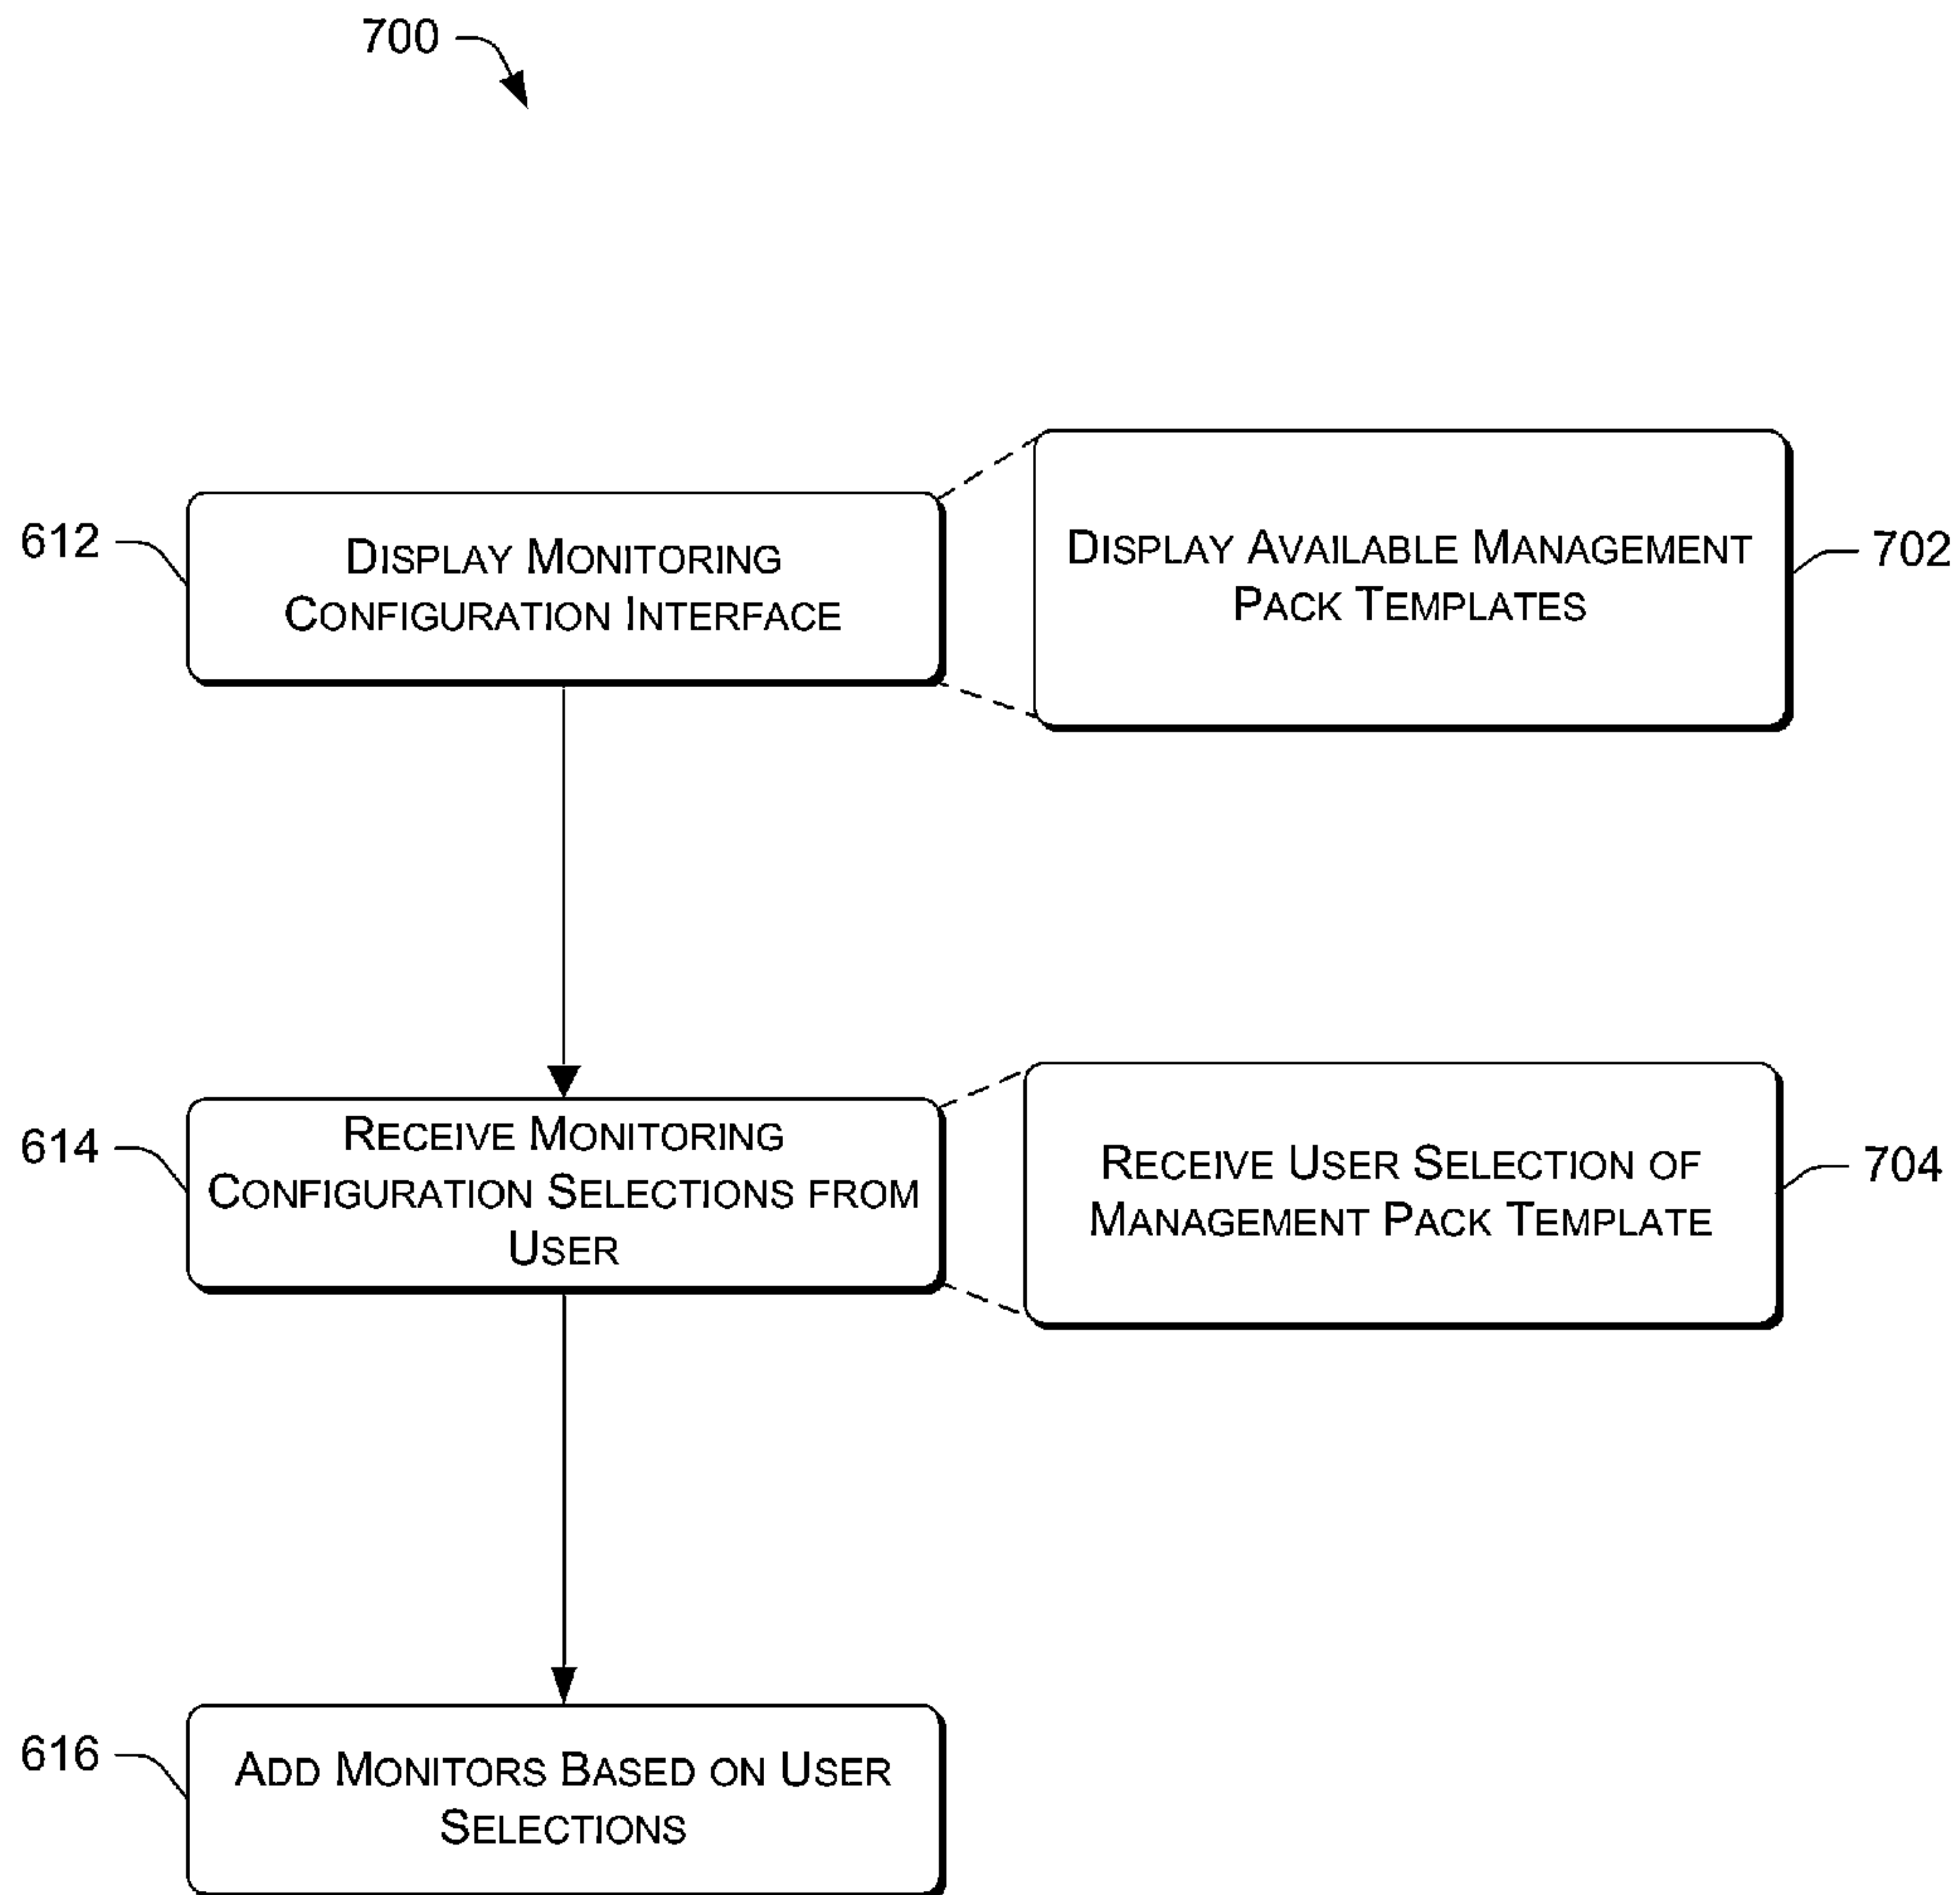 700
612
DISPLAY MONITORING
CONFIGURATION INTERFACE
DISPLAY AVAILABLE MANAGEMENT
PACK TEMPLATES
702
614
RECEIVE MONITORING
CONFIGURATION SELECTIONS FROM
USER
RECEIVE USER SELECTION OF
MANAGEMENT PACK TEMPLATE
704
616
ADD MONITORS BASED ON USER
SELECTIONS